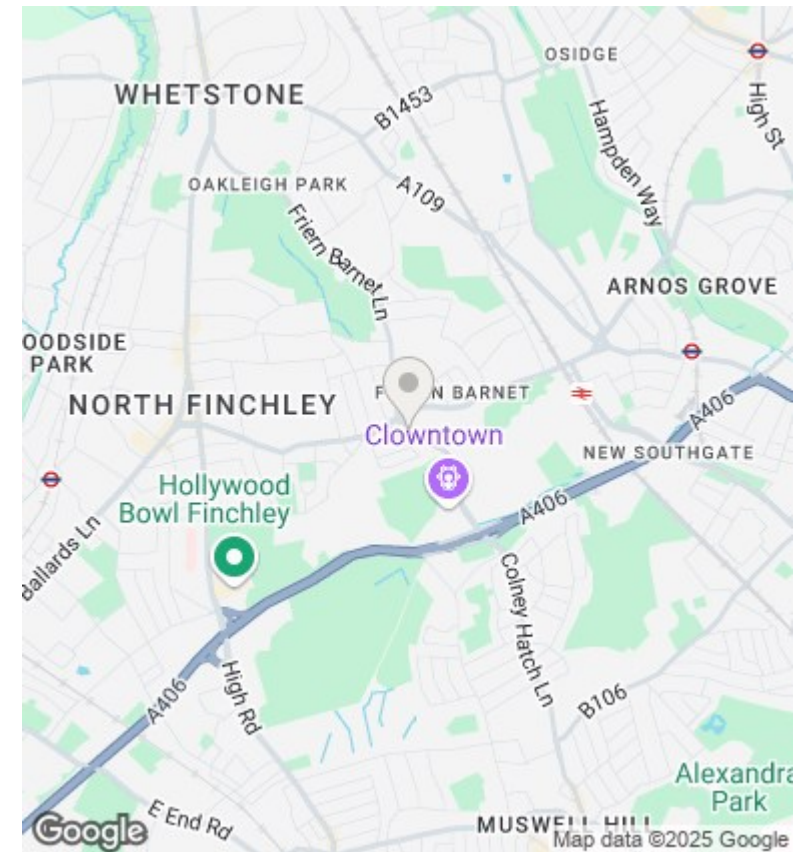 OSIDGE
WHETSTONE
B1453
High St
Hampden Way
OAKLEIGH PARK
A109
Friern Barnet Ln
ARNOS GROVE
OODSIDE
PARK
NORTH FINCHLEY
F N BARNET
A406
Clowntown
NEW SOUTHGATE
Hollywood
Bowl Finchley
A406
Ballards Ln
Colney Hatch Ln
High Rd
B106
A406
Alexandra
Park
E End Rd
MUSWELL HILL
Google
Map data ©2025 Google